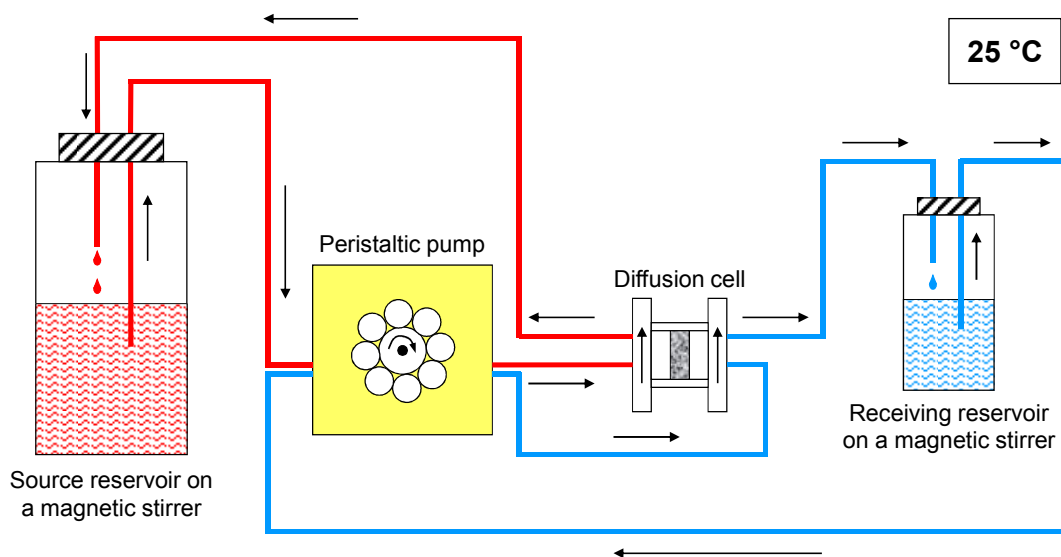 25 °C
Peristaltic pump
Diffusion cell
Source reservoir on
a magnetic stirrer
Receiving reservoir
on a magnetic stirrer